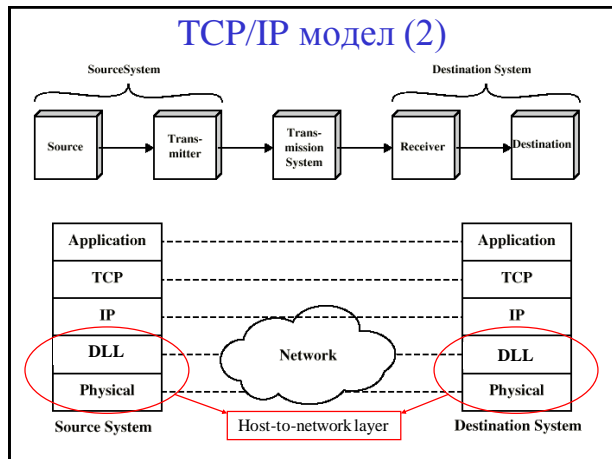 TCP/IP модел (2)
SourceSystem
Destination System
Source
Trans-
mitter
Trans-
mission
System
Receiver
Destination
Application
TCP
IP
DLL
Physical
Source System
Network
Host-to-network layer
Application
TCP
IP
DLL
Physical
Destination System